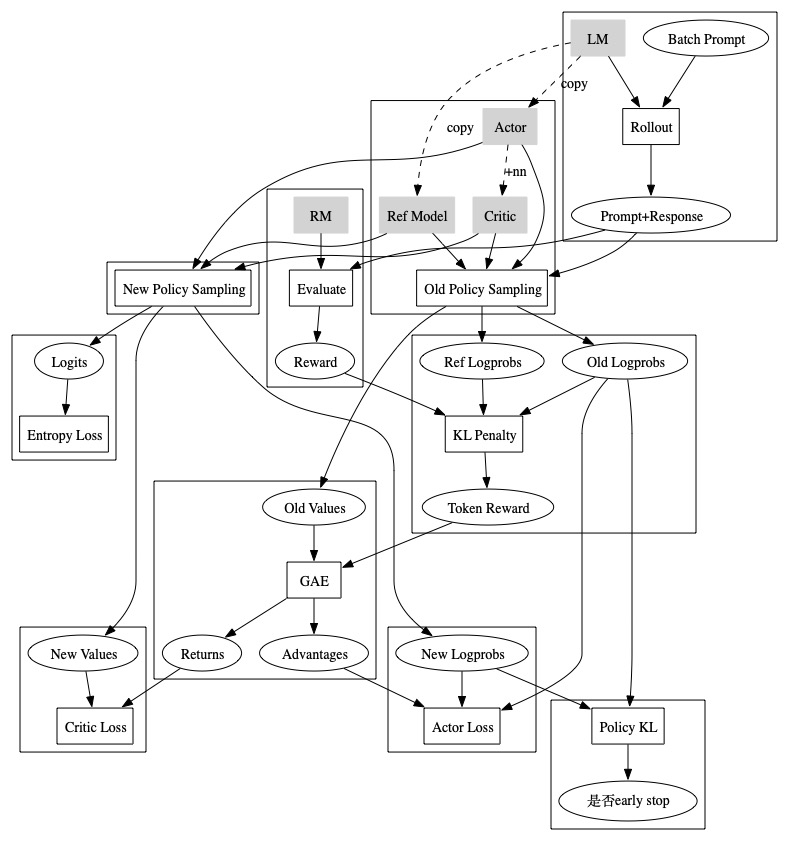 LM
Batch Prompt
copy
copy
Actor
Rollout
+nn
RM
Ref Model
Critic
Prompt+Response
New Policy Sampling
Evaluate
Old Policy Sampling
Logits
Reward
Ref Logprobs
Old Logprobs
Entropy Loss
KL Penalty
Old Values
Token Reward
GAE
New Values
Returns
Advantages
New Logprobs
Critic Loss
Actor Loss
Policy KL
是否early stop